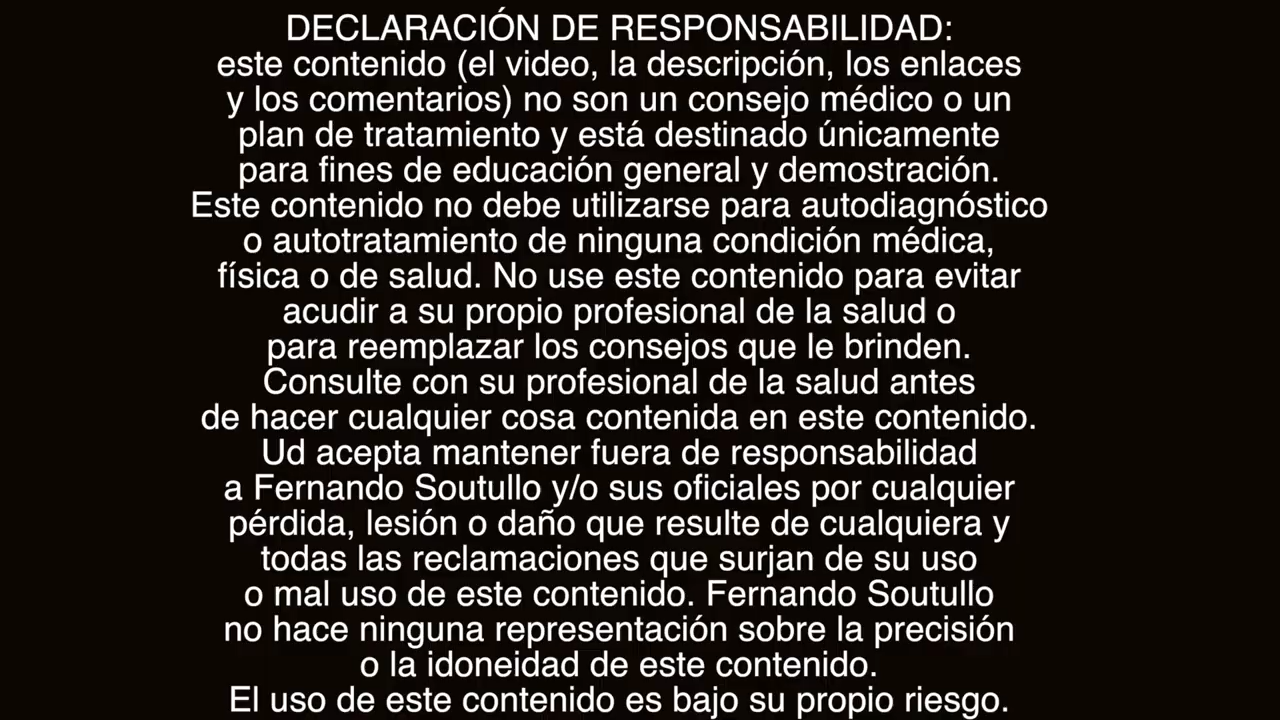 DECLARACIÓN DE RESPONSABILIDAD:
este contenido (el video, la descripción, los enlaces
y los comentarios) no son un consejo médico o un
plan de tratamiento y está destinado únicamente
para fines de educación general y demostración.
Este contenido no debe utilizarse para autodiagnóstico
o autotratamiento de ninguna condición médica,
física o de salud. No use este contenido para evitar
acudir a su propio profesional de la salud o
para reemplazar los consejos que le brinden.
Consulte con su profesional de la salud antes
de hacer cualquier cosa contenida en este contenido.
Ud acepta mantener fuera de responsabilidad
a Fernando Soutullo y/o sus oficiales por cualquier
pérdida, lesión o daño que resulte de cualquiera y
todas las reclamaciones que surjan de su uso
o mal uso de este contenido. Fernando Soutullo
no hace ninguna representación sobre la precisión
o la idoneidad de este contenido.
El uso de este contenido es bajo su propio riesgo.